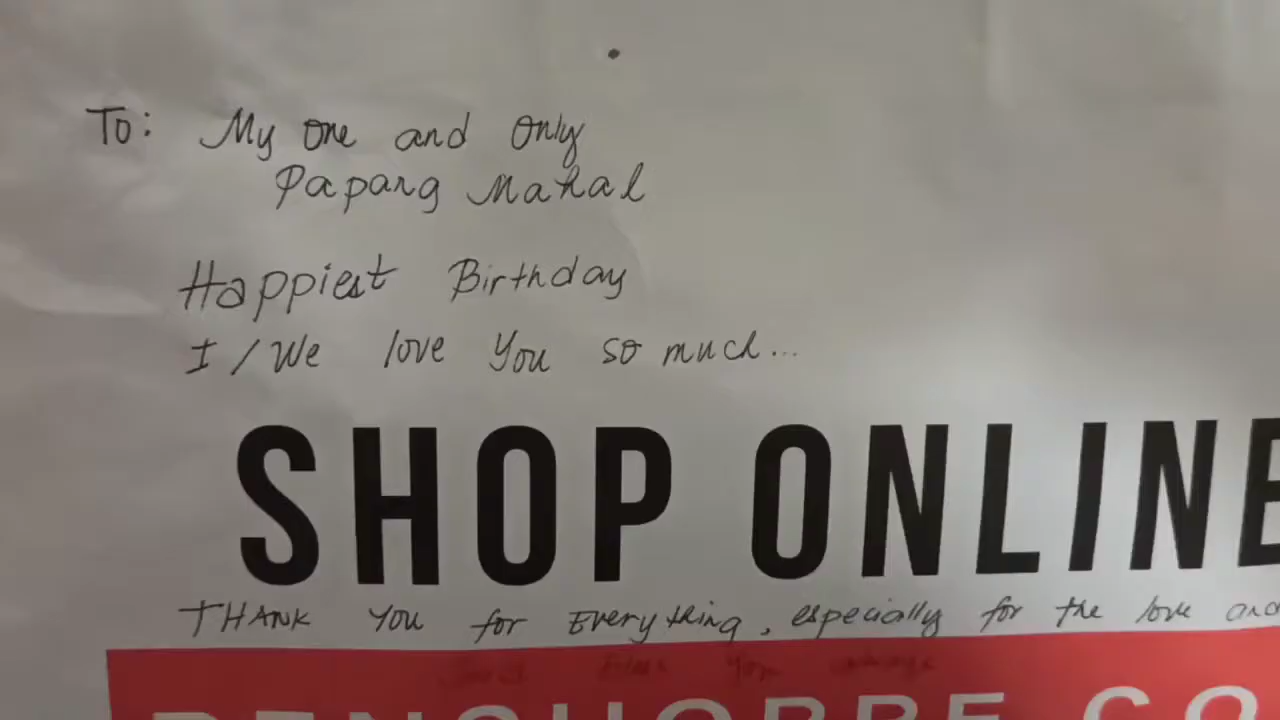 To: My One and Only
Papang Mahal
Happiest Birthday
I / We love You so much...
SHOP ONLINE
THANK You for Everything, especially for the love and